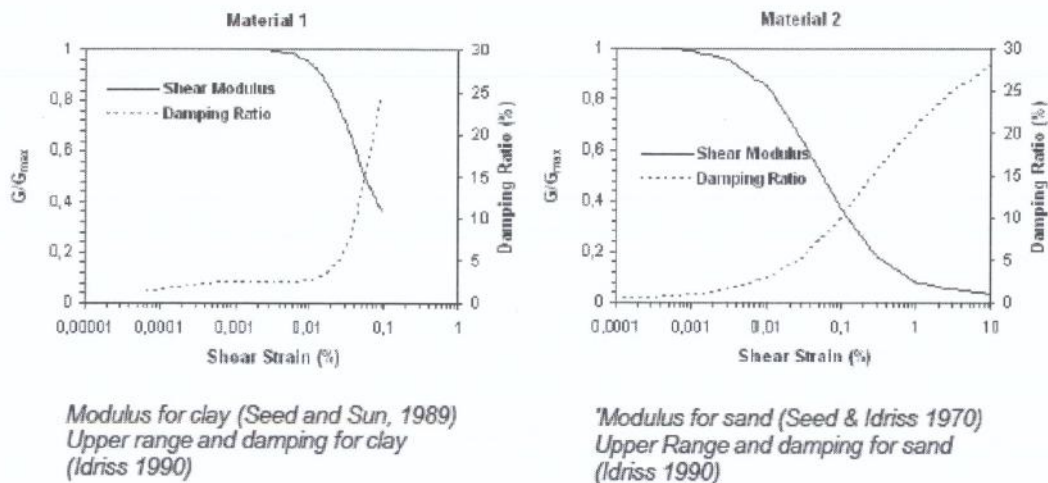 Material 1
1
0,8
0,6
0,4
0,2
0
G/Gmax
30
25
20
15
10
5
0
Damping Ratio (%)
Shear Modulus
Damping Ratio
0,00001 0,0001 0,001 0,01 0,1 1
Shear Strain (%)
Modulus for clay (Seed and Sun, 1989)
Upper range and damping for clay
(Idriss 1990)
Material 2
1
0,8
0,6
0,4
0,2
0
G/Gmax
30
25
20
15
10
5
0
Damping Ratio (%)
Shear Modulus
Damping Ratio
0,0001 0,001 0,01 0,1 1 10
Shear Strain (%)
'Modulus for sand (Seed & Idriss 1970)
Upper Range and damping for sand
(Idriss 1990)